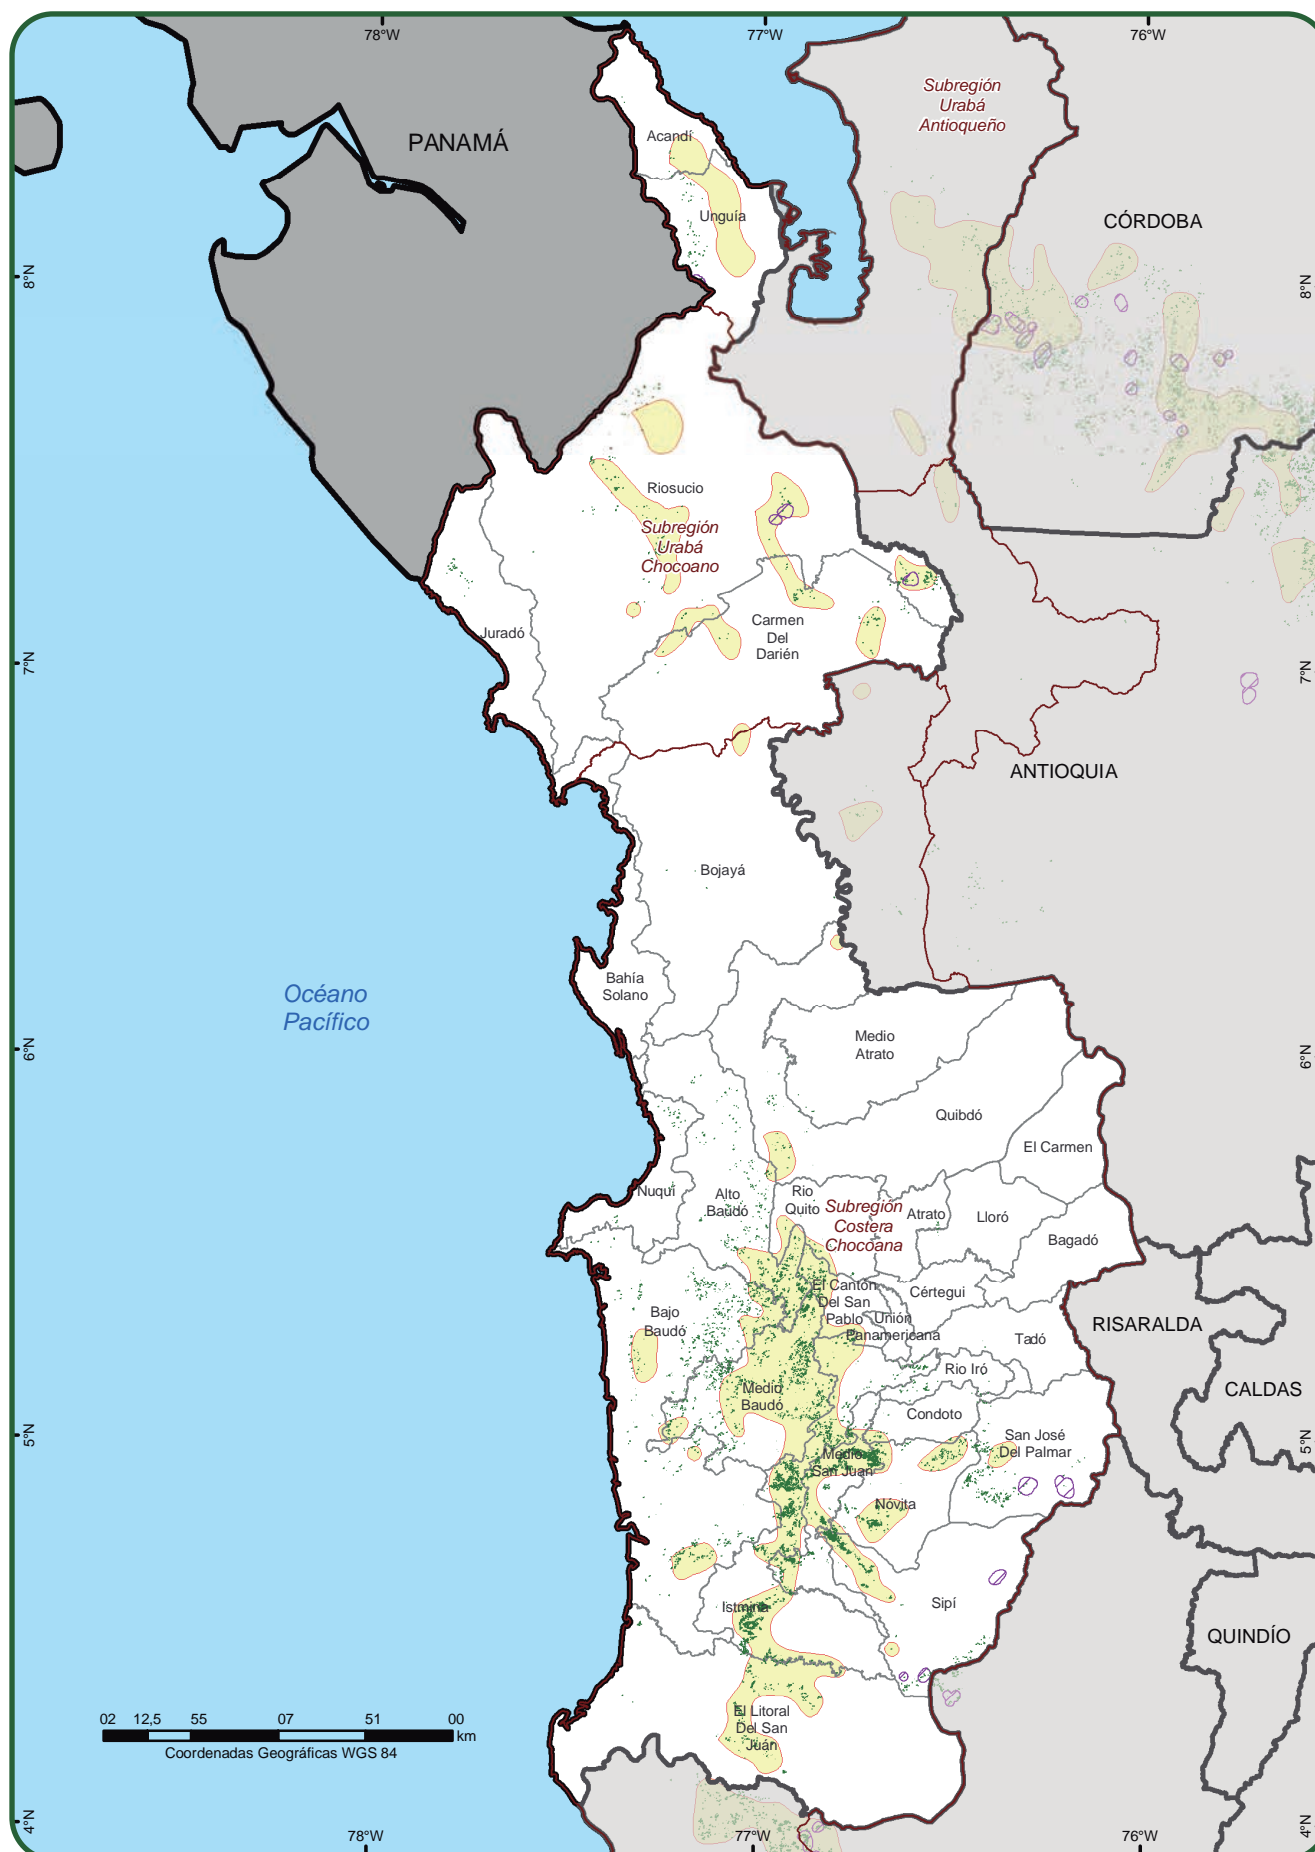 78°W
77°W
76°W
Subregión
Urabá
Antioqueño
PANAMÁ
Acandí
Unguía
CÓRDOBA
8°N
8°N
Riosucio
Subregión
Urabá
Chocoano
Juradó
Carmen
Del
Darién
7°N
7°N
ANTIOQUIA
Bojayá
Bahía
Solano
Océano
Pacífico
Medio
Atrato
6°N
6°N
Quibdó
El Carmen
Nuquí
Alto
Baudó
Rio
Quito
Subregión
Costera
Chocoana
Atrato
Lloró
Bagadó
El Cantón
Del San
Pablo
Cértegui
Unión
Panamericana
Bajo
Baudó
Tadó
RISARALDA
Rio Iró
CALDAS
Medio
Baudó
Condoto
San José
Del Palmar
5°N
5°N
Medio
San Juan
Nóvita
Istmina
Sipí
QUINDÍO
El Litoral
Del San
Juán
02 12,5 55 07 51 00
km
Coordenadas Geográficas WGS 84
4°N
4°N
78°W
77°W
76°W